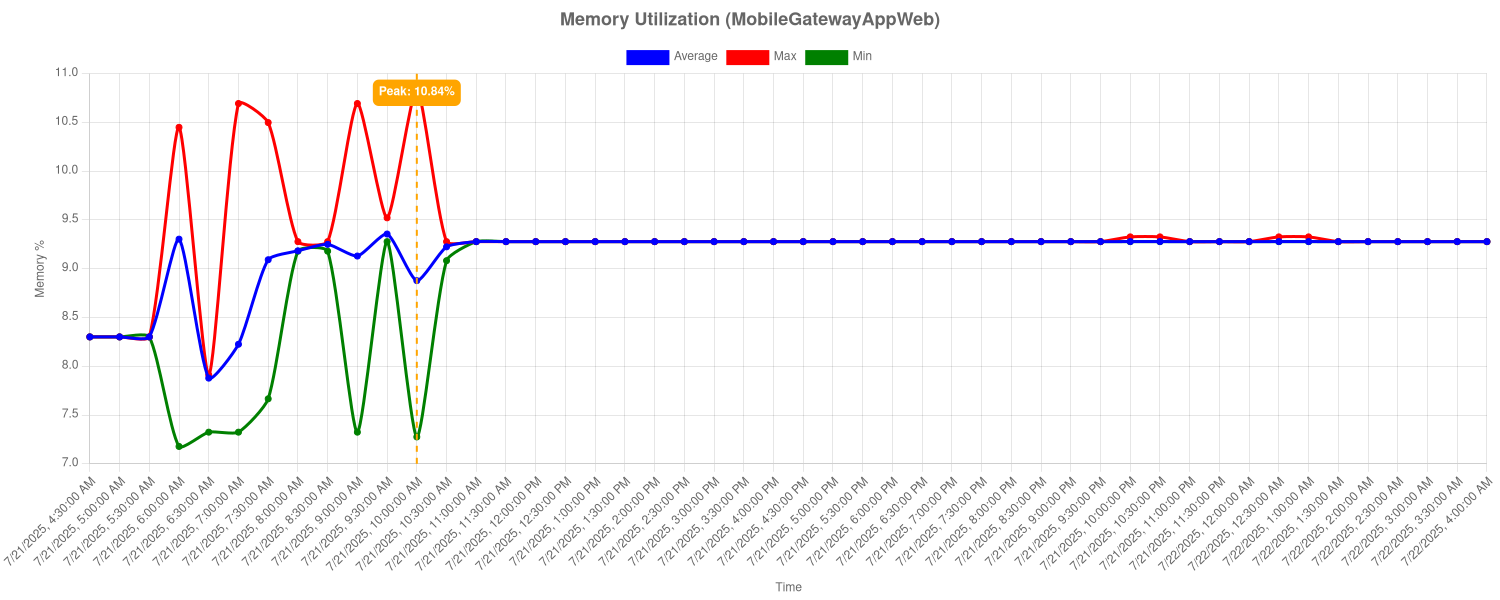 Memory Utilization (MobileGatewayAppWeb)
Average Max Min
Peak: 10.84%
11.0
10.5
10.0
9.5
9.0
8.5
8.0
7.5
7.0
Memory %
7/21/2025, 4:30:00 AM
7/21/2025, 5:00:00 AM
7/21/2025, 5:30:00 AM
7/21/2025, 6:00:00 AM
7/21/2025, 6:30:00 AM
7/21/2025, 7:00:00 AM
7/21/2025, 7:30:00 AM
7/21/2025, 8:00:00 AM
7/21/2025, 8:30:00 AM
7/21/2025, 9:00:00 AM
7/21/2025, 9:30:00 AM
7/21/2025, 10:00:00 AM
7/21/2025, 10:30:00 AM
7/21/2025, 11:00:00 AM
7/21/2025, 11:30:00 AM
7/21/2025, 12:00:00 PM
7/21/2025, 12:30:00 PM
7/21/2025, 1:00:00 PM
7/21/2025, 1:30:00 PM
7/21/2025, 2:00:00 PM
7/21/2025, 2:30:00 PM
7/21/2025, 3:00:00 PM
7/21/2025, 3:30:00 PM
7/21/2025, 4:00:00 PM
7/21/2025, 4:30:00 PM
7/21/2025, 5:00:00 PM
7/21/2025, 5:30:00 PM
7/21/2025, 6:00:00 PM
7/21/2025, 6:30:00 PM
7/21/2025, 7:00:00 PM
7/21/2025, 7:30:00 PM
7/21/2025, 8:00:00 PM
7/21/2025, 8:30:00 PM
7/21/2025, 9:00:00 PM
7/21/2025, 9:30:00 PM
7/21/2025, 10:00:00 PM
7/21/2025, 10:30:00 PM
7/21/2025, 11:00:00 PM
7/21/2025, 11:30:00 PM
7/22/2025, 12:00:00 AM
7/22/2025, 12:30:00 AM
7/22/2025, 1:00:00 AM
7/22/2025, 1:30:00 AM
7/22/2025, 2:00:00 AM
7/22/2025, 2:30:00 AM
7/22/2025, 3:00:00 AM
7/22/2025, 3:30:00 AM
7/22/2025, 4:00:00 AM
Time